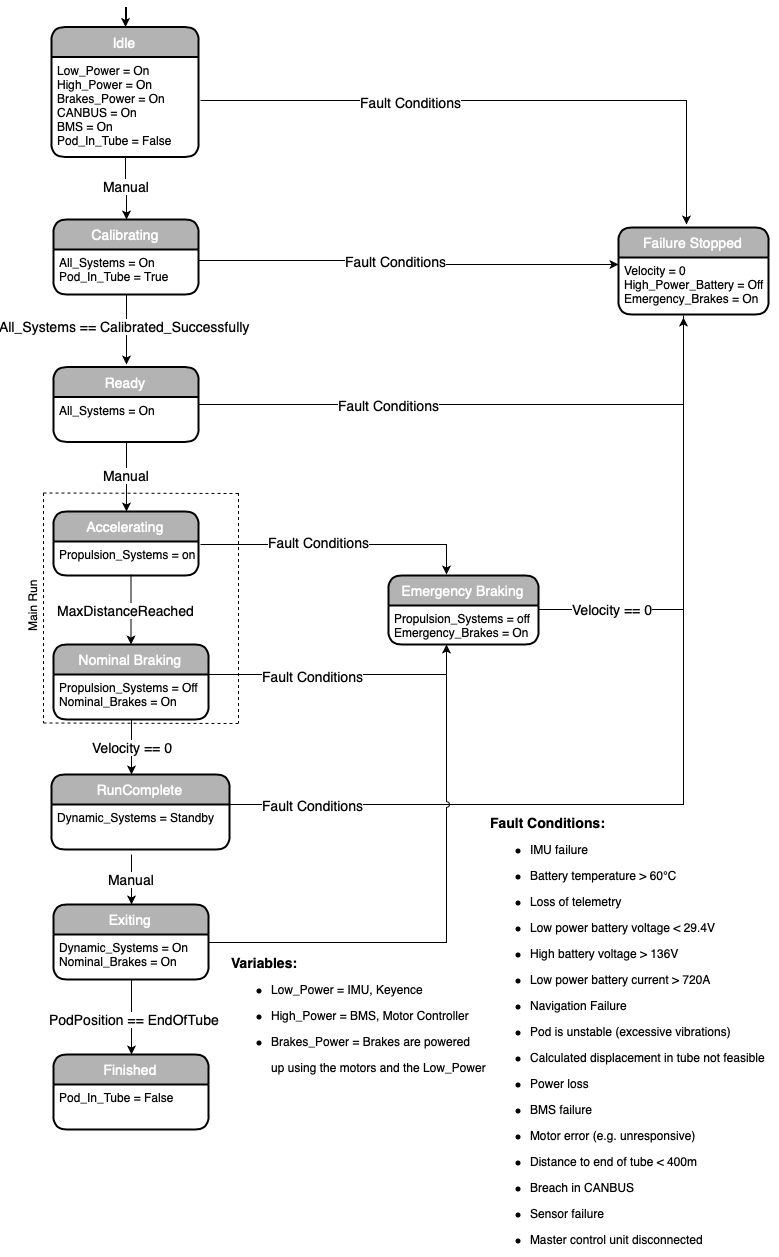 Idle
Low_Power = On
High_Power = On
Brakes_Power = On
CANBUS = On
BMS = On
Pod_In_Tube = False
Fault Conditions
Manual
Calibrating
All_Systems = On
Pod_In_Tube = True
Fault Conditions
Failure Stopped
Velocity = 0
High_Power_Battery = Off
Emergency_Brakes = On
All_Systems == Calibrated_Successfully
Ready
All_Systems = On
Fault Conditions
Manual
Main Run
Accelerating
Propulsion_Systems = on
Fault Conditions
MaxDistanceReached
Emergency Braking
Propulsion_Systems = off
Emergency_Brakes = On
Velocity == 0
Nominal Braking
Propulsion_Systems = Off
Nominal_Brakes = On
Fault Conditions
Velocity == 0
RunComplete
Dynamic_Systems = Standby
Fault Conditions
Manual
Exiting
Dynamic_Systems = On
Nominal_Brakes = On
PodPosition == EndOfTube
Finished
Pod_In_Tube = False
Variables:
• Low_Power = IMU, Keyence
• High_Power = BMS, Motor Controller
• Brakes_Power = Brakes are powered
up using the motors and the Low_Power
Fault Conditions:
• IMU failure
• Battery temperature > 60°C
• Loss of telemetry
• Low power battery voltage < 29.4V
• High battery voltage > 136V
• Low power battery current > 720A
• Navigation Failure
• Pod is unstable (excessive vibrations)
• Calculated displacement in tube not feasible
• Power loss
• BMS failure
• Motor error (e.g. unresponsive)
• Distance to end of tube < 400m
• Breach in CANBUS
• Sensor failure
• Master control unit disconnected